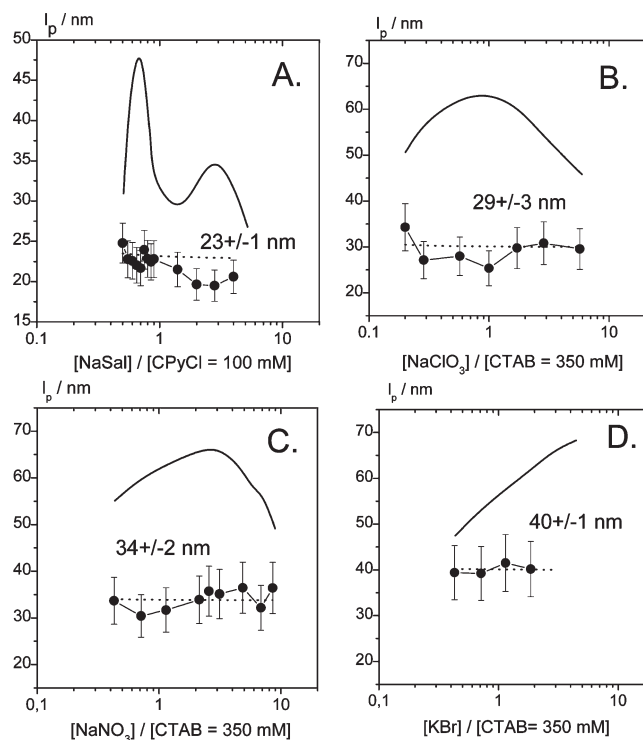 l_p / nm
A.
50
45
40
35
30
25
20
15
23+/-1 nm
0.1
1
10
[NaSal] / [CPyCl = 100 mM]
l_p / nm
B.
70
60
50
40
30
20
29+/-3 nm
0.1
1
10
[NaClO₃] / [CTAB = 350 mM]
l_p / nm
C.
70
60
50
40
30
20
34+/-2 nm
0,1
1
10
[NaNO₃] / [CTAB = 350 mM]
l_p / nm
D.
70
60
50
40
30
20
40+/-1 nm
0,1
1
10
[KBr] / [CTAB= 350 mM]